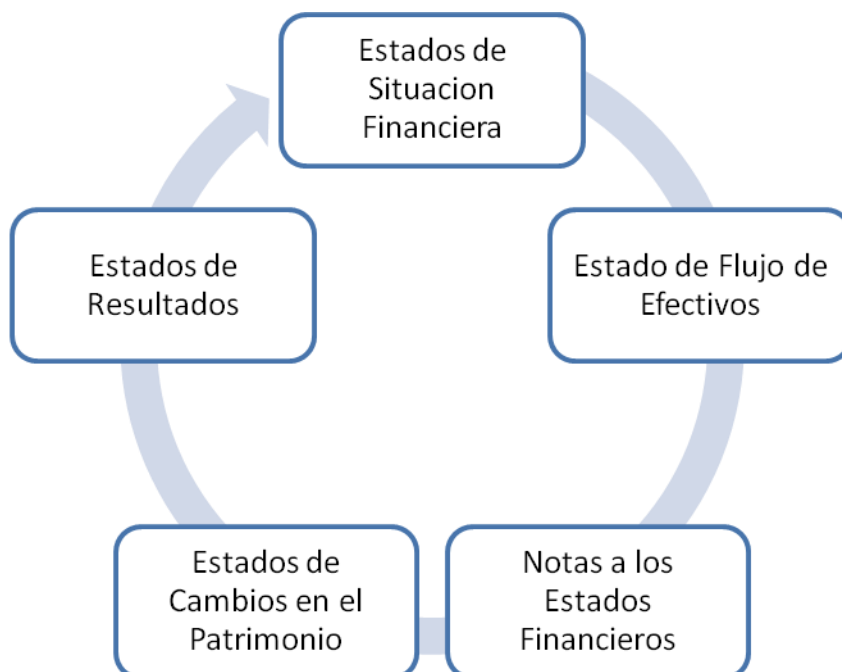 Estados de
Situacion
Financiera
Estado de Flujo de
Efectivos
Notas a los
Estados
Financieros
Estados de
Cambios en el
Patrimonio
Estados de
Resultados